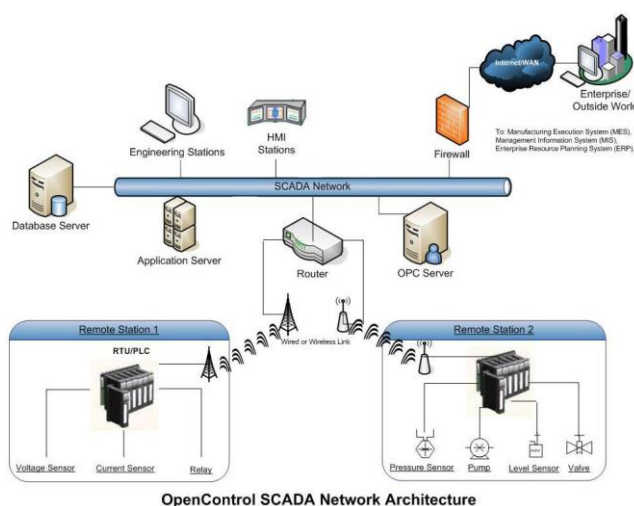 Internet/WAN
Enterprise/
Outside World
To: Manufacturing Execution System (MES),
Management Information System (MIS),
Enterprise Resource Planning System (ERP),
Engineering Stations
HMI
Stations
Firewall
SCADA Network
Database Server
Application Server
Router
OPC Server
Wired or Wireless Link
Remote Station 1
RTU/PLC
Voltage Sensor
Current Sensor
Relay
Remote Station 2
Pressure Sensor
Pump
Level Sensor
Valve
OpenControl SCADA Network Architecture